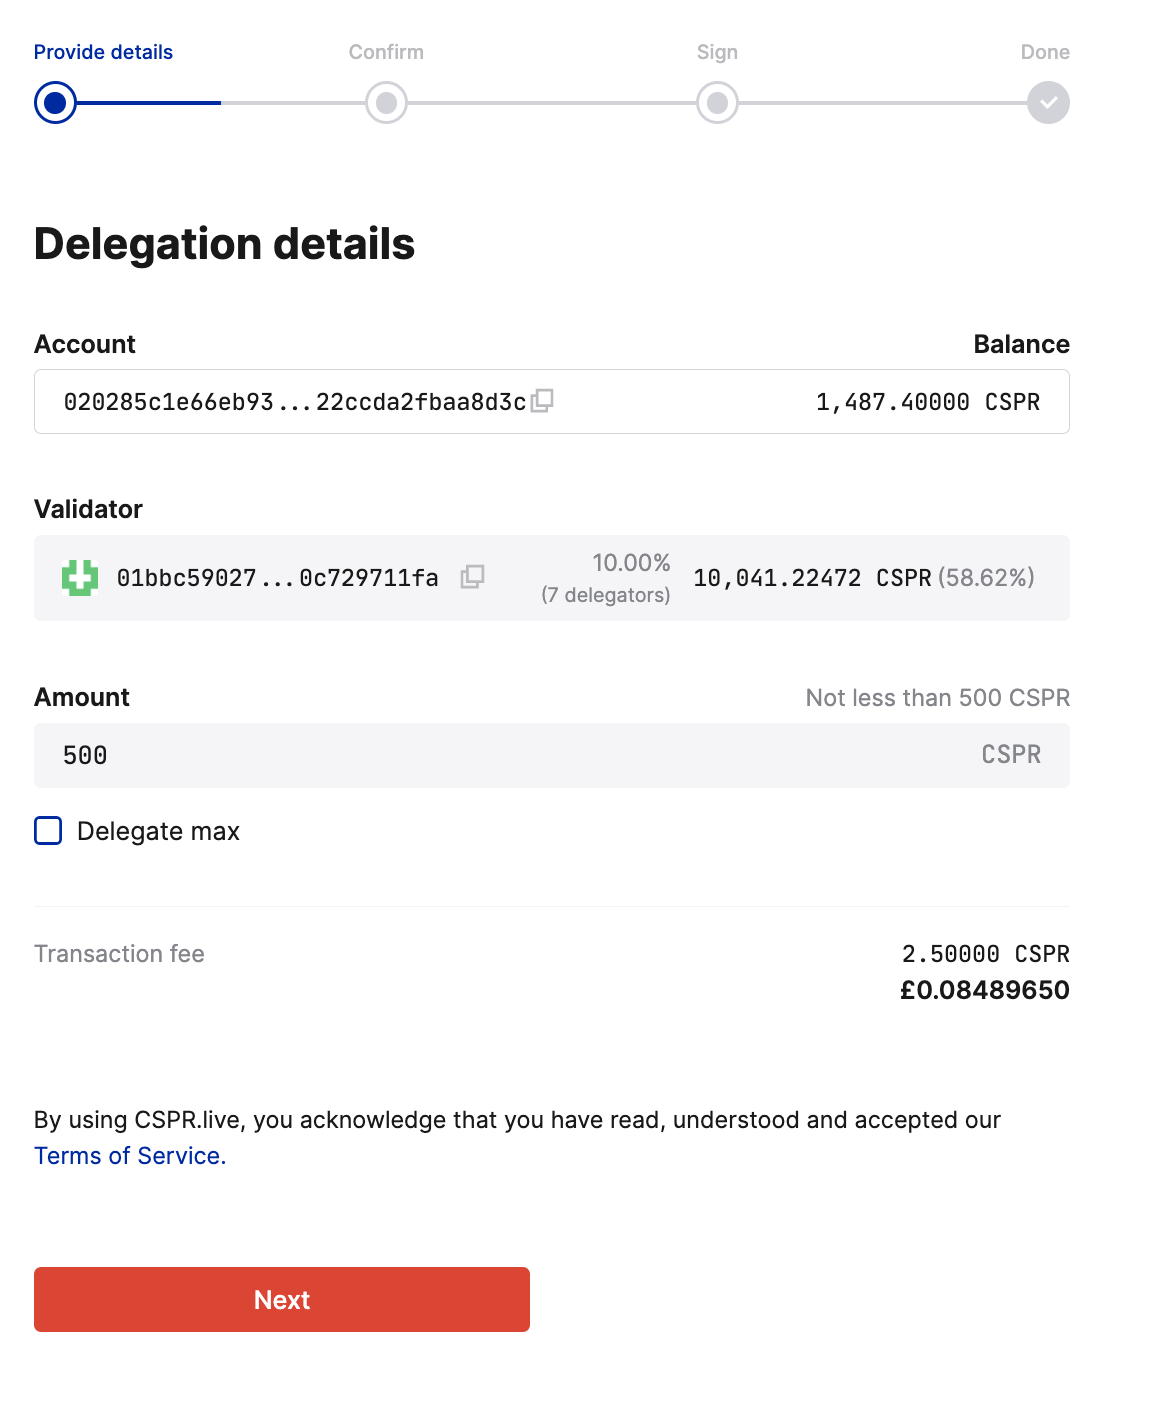 Provide details Confirm Sign Done
Delegation details
Account Balance
020285c1e66eb93...22ccda2fbaa8d3c 1,487.40000 CSPR
Validator
01bbc59027...0c729711fa 10.00% (7 delegators) 10,041.22472 CSPR (58.62%)
Amount Not less than 500 CSPR
500 CSPR
Delegate max
Transaction fee 2.50000 CSPR
£0.08489650
By using CSPR.live, you acknowledge that you have read, understood and accepted our
Terms of Service.
Next